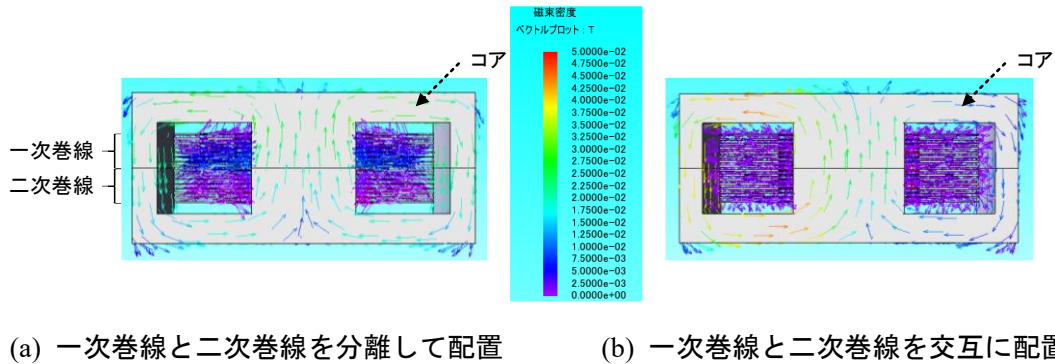 磁束密度
ベクトルプロット : T
5.0000e-02
4.7500e-02
4.5000e-02
4.2500e-02
4.0000e-02
3.7500e-02
3.5000e-02
3.2500e-02
3.0000e-02
2.7500e-02
2.5000e-02
2.2500e-02
2.0000e-02
1.7500e-02
1.5000e-02
1.2500e-02
1.0000e-02
7.5000e-03
5.0000e-03
2.5000e-03
0.0000e+00
コア
コア
一次巻線
二次巻線
(a) 一次巻線と二次巻線を分離して配置
(b) 一次巻線と二次巻線を交互に配置